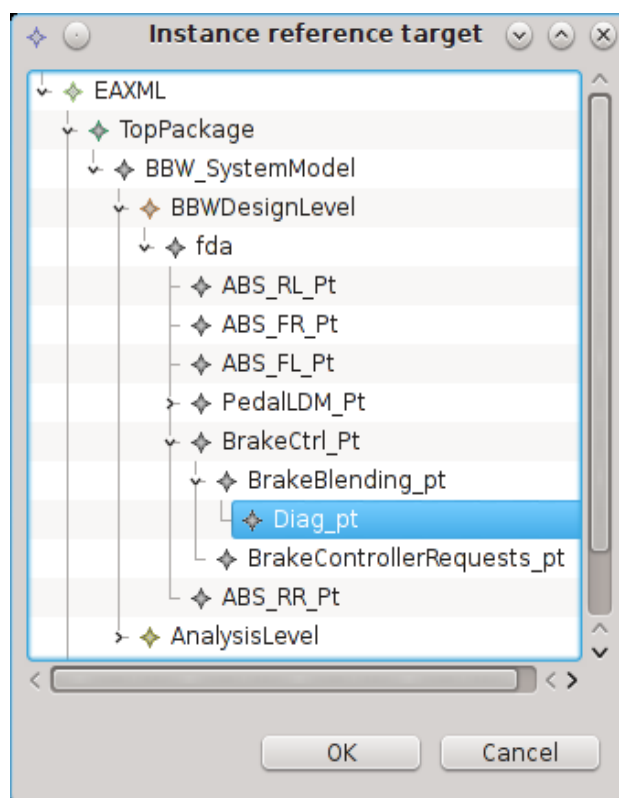 Instance reference target
EAXML
TopPackage
BBW_SystemModel
BBWDesignLevel
fda
ABS_RL_Pt
ABS_FR_Pt
ABS_FL_Pt
PedalLDM_Pt
BrakeCtrl_Pt
BrakeBlending_pt
Diag_pt
BrakeControllerRequests_pt
ABS_RR_Pt
AnalysisLevel
OK Cancel